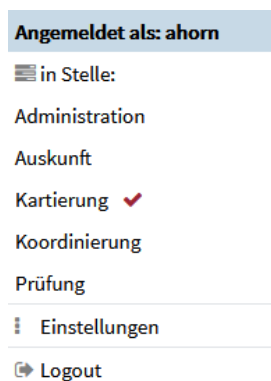 Angemeldet als: ahorn
in Stelle:
Administration
Auskunft
Kartierung
Koordinierung
Prüfung
Einstellungen
Logout